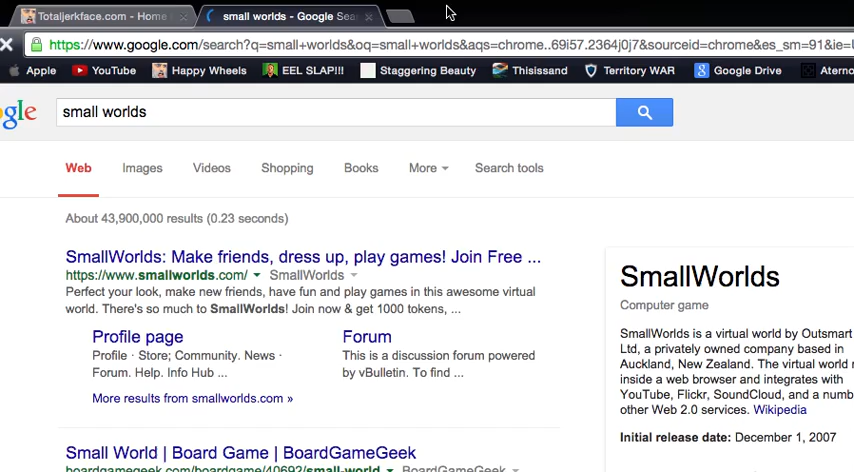 Totaljerkface.com - Home
small worlds - Google Sea
https://www.google.com/search?q=small+worlds&oq=small+worlds&aqs=chrome..69i57.2364j0j7&sourceid=chrome&es_sm=91&ie=U
Apple YouTube Happy Wheels EEL SLAP!!! Staggering Beauty Thisissand Territory WAR Google Drive Aterno
gle small worlds
Web Images Videos Shopping Books More Search tools
About 43,900,000 results (0.23 seconds)
SmallWorlds: Make friends, dress up, play games! Join Free ...
https://www.smallworlds.com/ SmallWorlds
Perfect your look, make new friends, have fun and play games in this awesome virtual
world. There's so much to SmallWorlds! Join now & get 1000 tokens, ...
Profile page
Profile · Store; Community. News ·
Forum. Help. Info Hub ...
Forum
This is a discussion forum powered
by vBulletin. To find ...
More results from smallworlds.com »
Small World | Board Game | BoardGameGeek
boardgamegeek.com/boardgame/40692/small-world BoardGameGeek
SmallWorlds
Computer game
SmallWorlds is a virtual world by Outsmart
Ltd, a privately owned company based in
Auckland, New Zealand. The virtual world r
inside a web browser and integrates with
YouTube, Flickr, SoundCloud, and a numb
other Web 2.0 services. Wikipedia
Initial release date: December 1, 2007